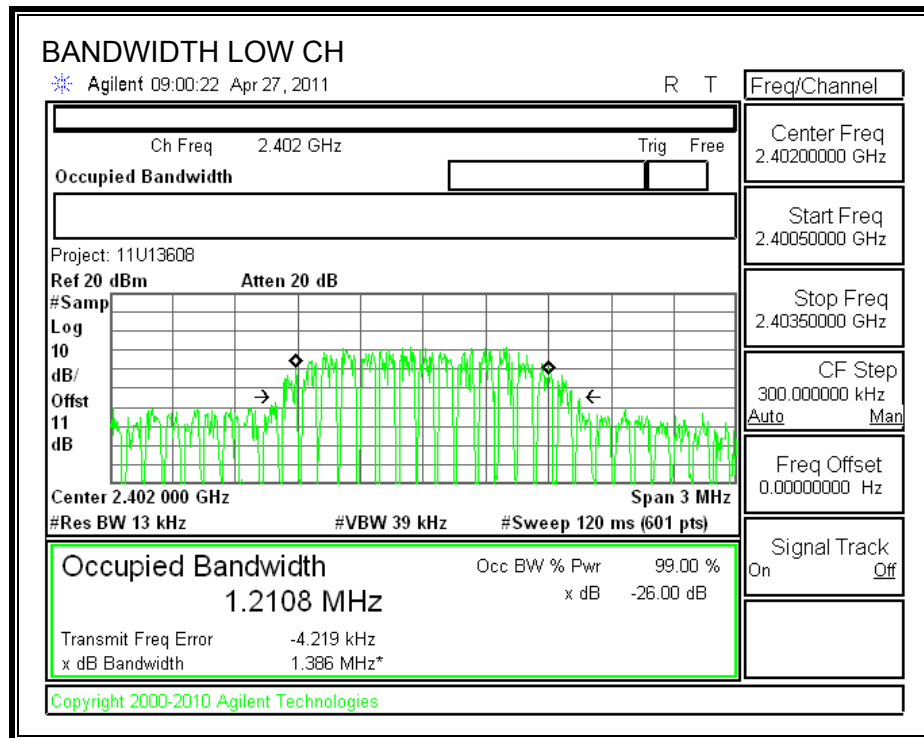 BANDWIDTH LOW CH
Agilent 09:00:22 Apr 27, 2011 R T
Freq/Channel
Ch Freq 2.402 GHz Trig Free
Occupied Bandwidth
Center Freq
2.40200000 GHz
Start Freq
2.40050000 GHz
Stop Freq
2.40350000 GHz
CF Step
300.000000 kHz
Auto Man
Freq Offset
0.00000000 Hz
Signal Track
On Off
Project: 11U13608
Ref 20 dBm Atten 20 dB
#Samp
Log
10
dB/
Offst
11
dB
Center 2.402 000 GHz Span 3 MHz
#Res BW 13 kHz #VBW 39 kHz #Sweep 120 ms (601 pts)
Occupied Bandwidth
1.2108 MHz
Occ BW % Pwr 99.00 %
x dB -26.00 dB
Transmit Freq Error -4.219 kHz
x dB Bandwidth 1.386 MHz*
Copyright 2000-2010 Agilent Technologies